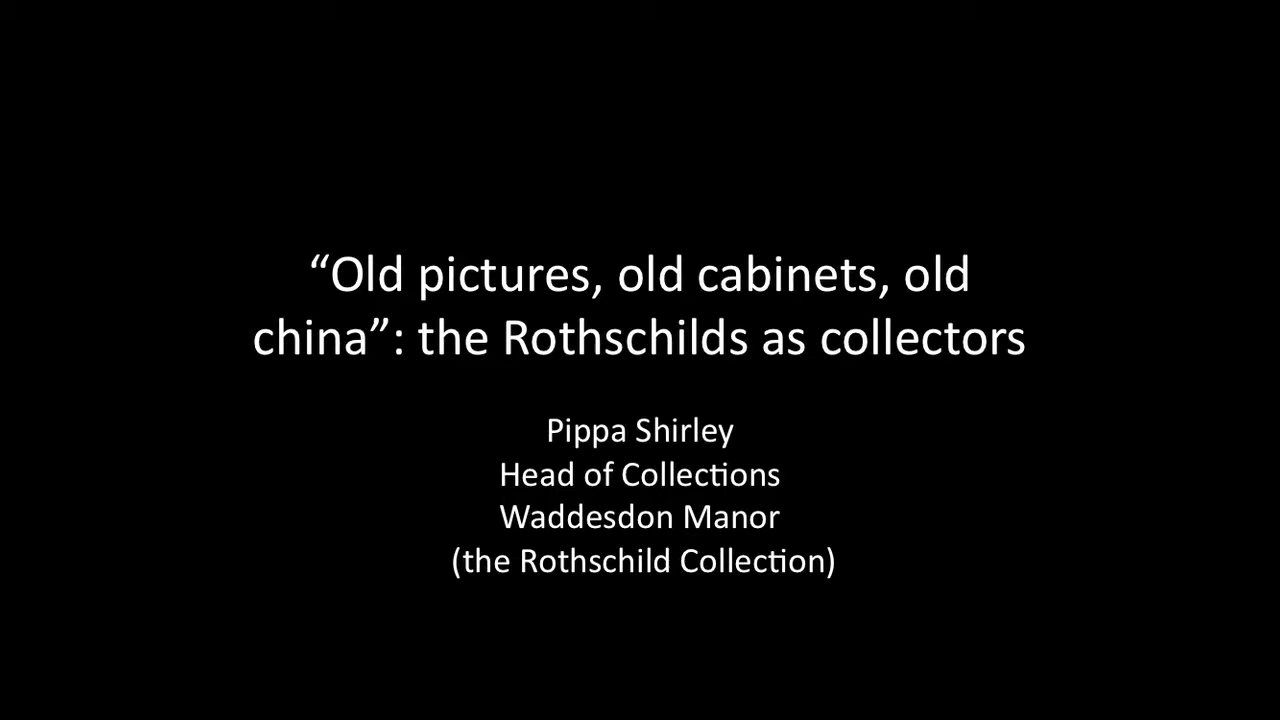 “Old pictures, old cabinets, old
china”: the Rothschilds as collectors
Pippa Shirley
Head of Collections
Waddesdon Manor
(the Rothschild Collection)